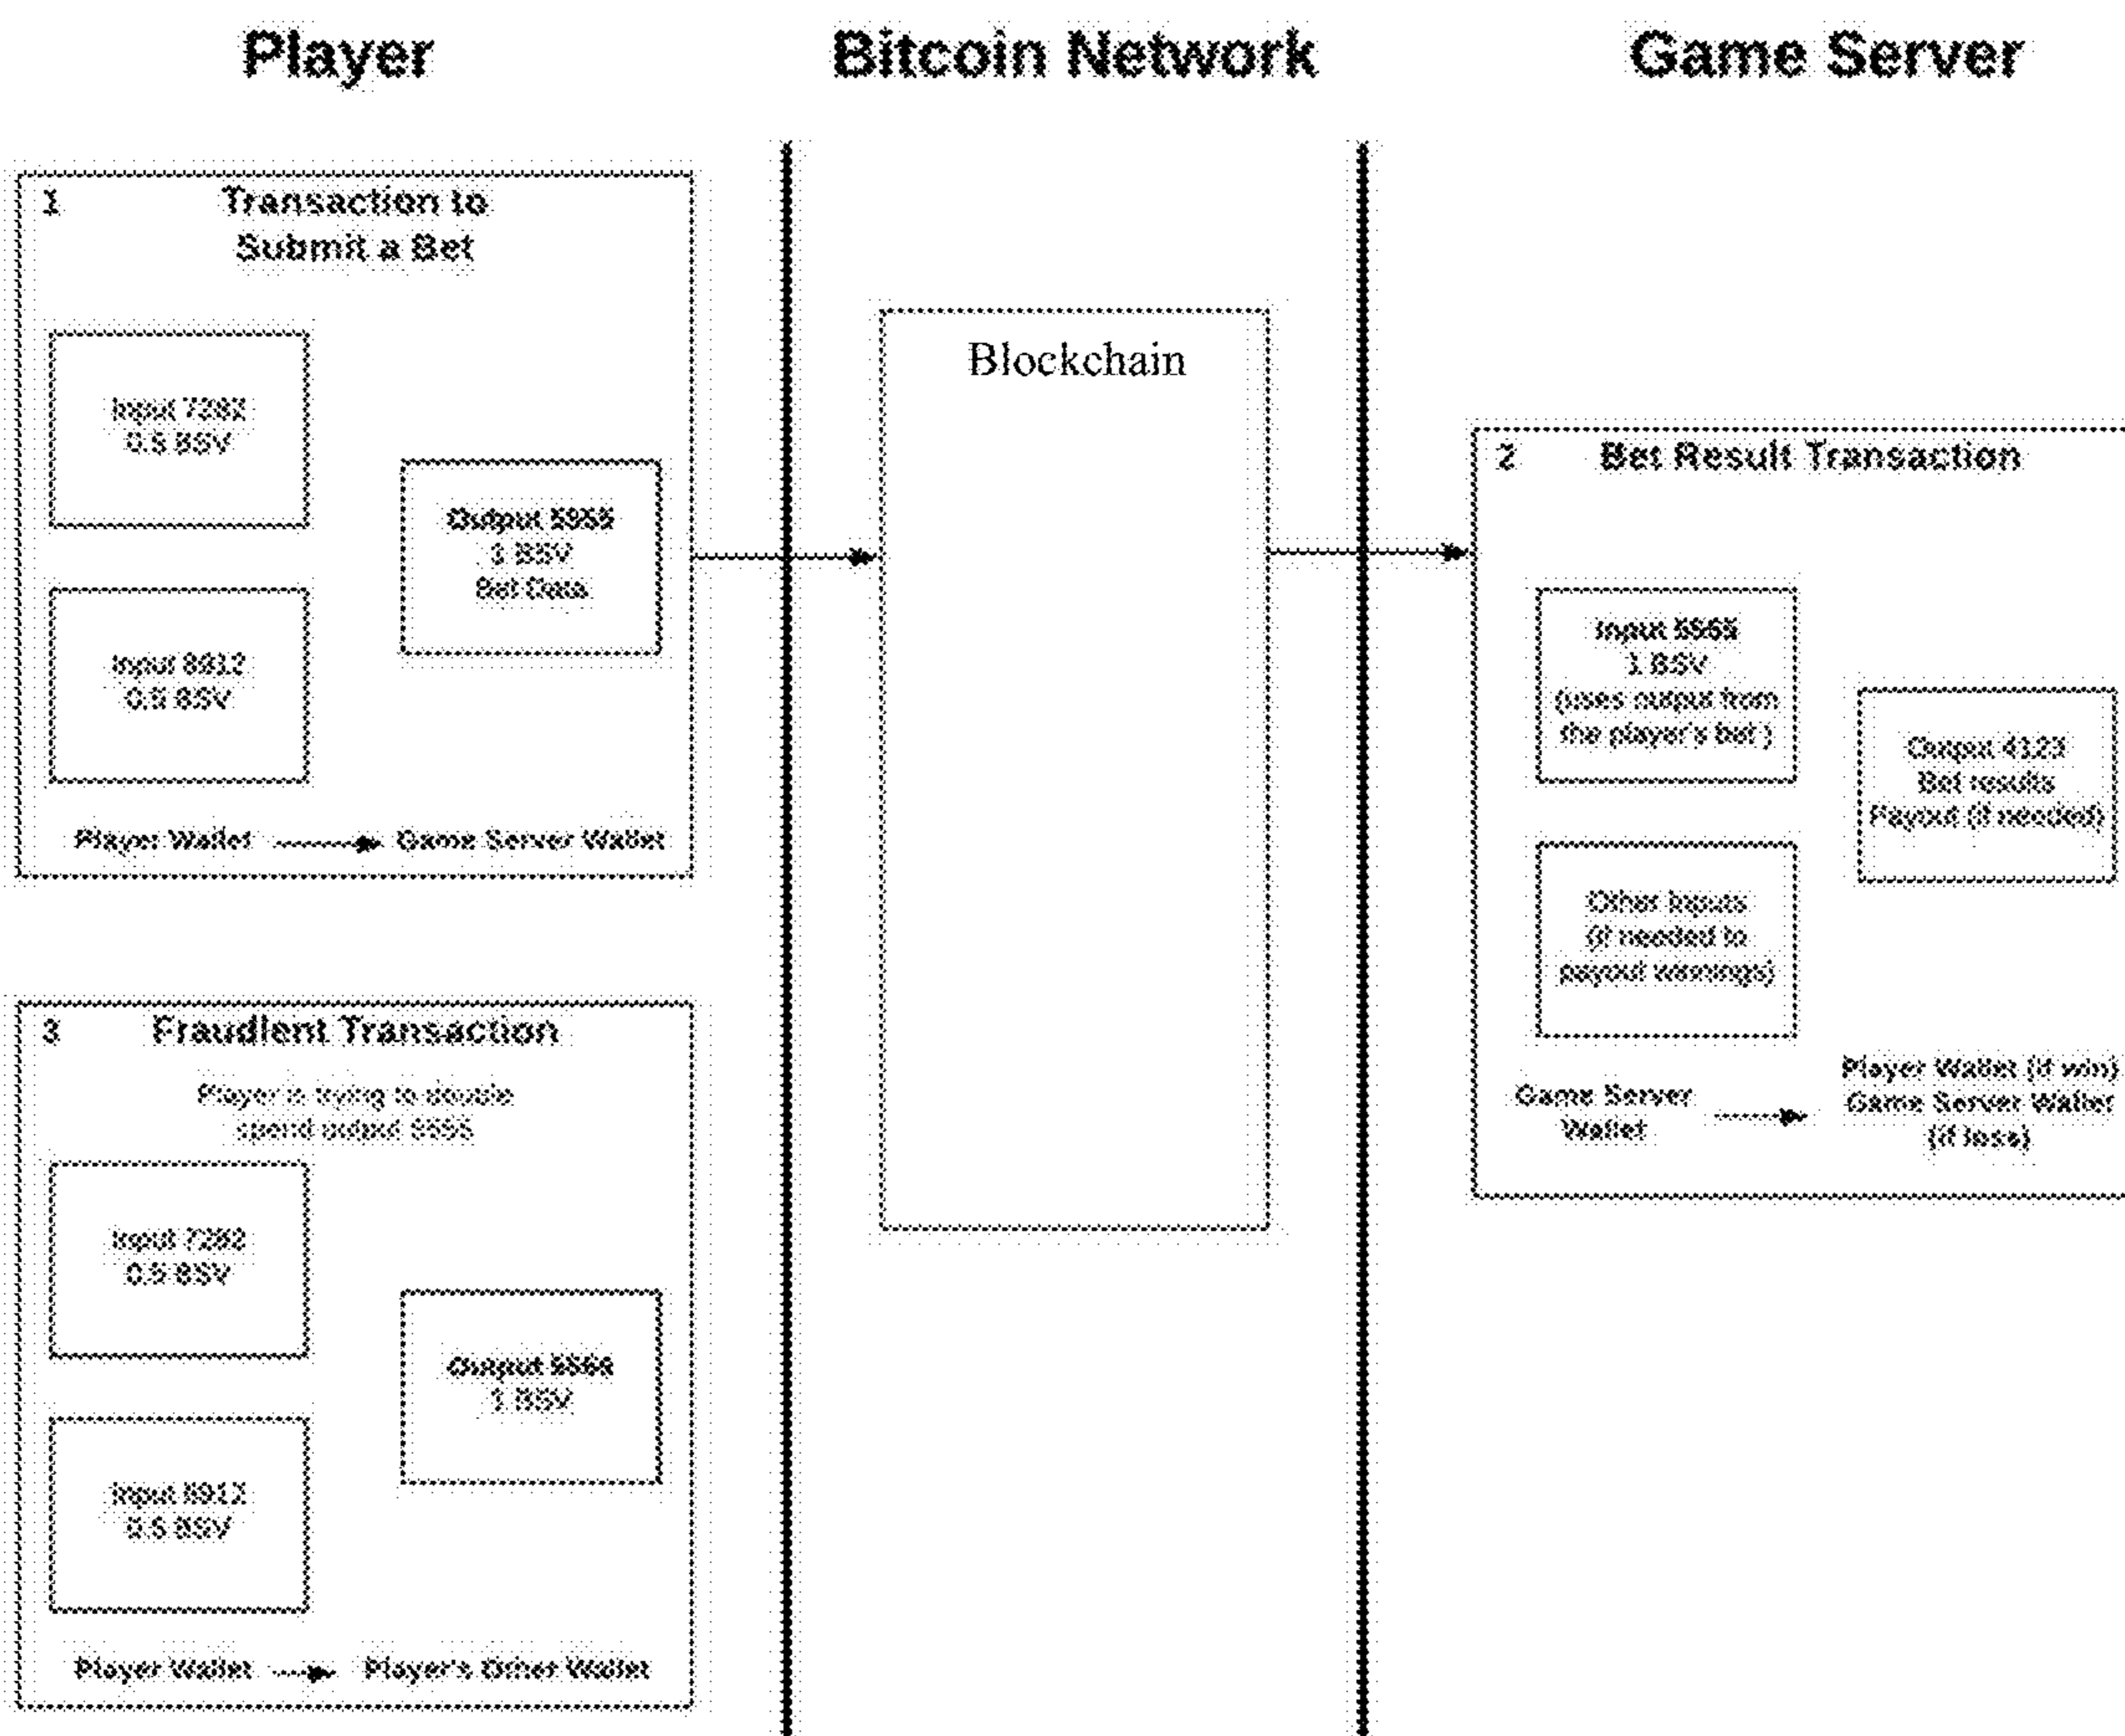 Player
Bitcoin Network
Game Server
1
Transaction to
Submit a Bet
Input 7282
0.5 BSV
Output 5955
1 BSV
Bet Data
Input 8912
0.5 BSV
Player Wallet
Game Server Wallet
Blockchain
2
Bet Result Transaction
Input
1 BSV
(uses output from
the player's bet)
Output 4123
Bet results
Payout (if needed)
Other Inputs
(if needed to
payout winnings)
Game Server
Wallet
Player Wallet (if win)
Game Server Wallet
(if loss)
3
Fraudlent Transaction
Player is trying to double
spend output
Input 7282
0.5 BSV
Output
1 BSV
Input 8912
0.5 BSV
Player Wallet
Player's Other Wallet